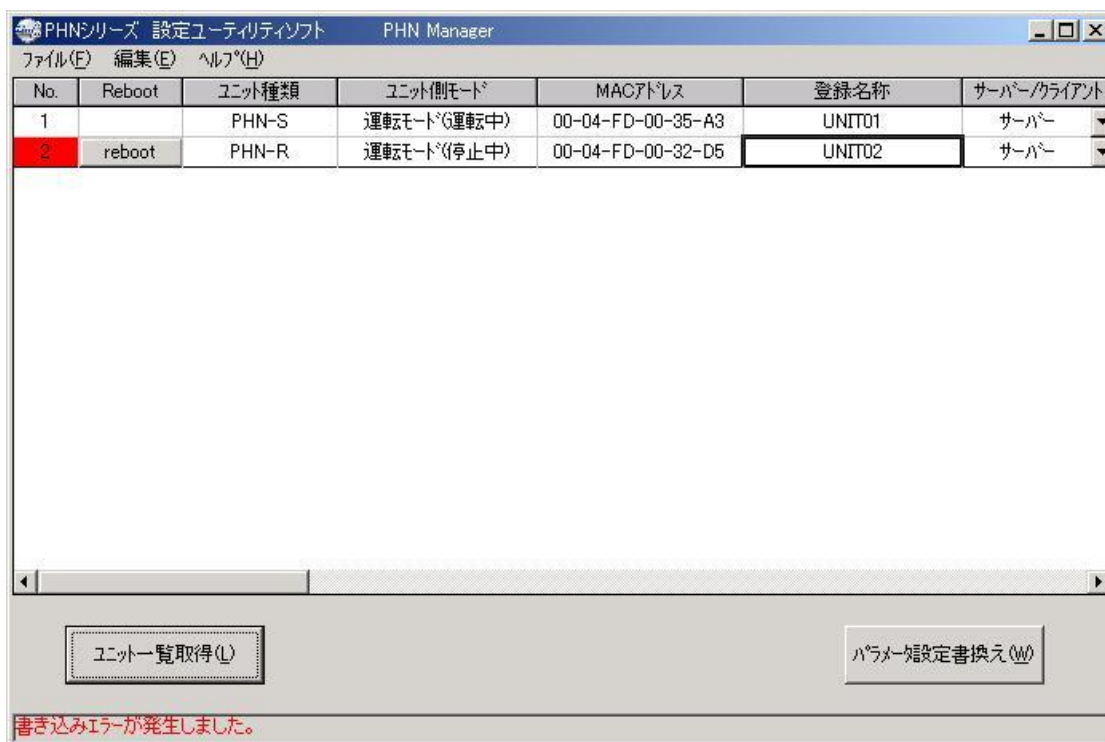 PHNシリーズ 設定ユーティリティソフト PHN Manager
ファイル(F) 編集(E) ヘルプ(H)
No. Reboot ユニット種類 ユニット側モード MACアドレス 登録名称 サーバー/クライアント
1 PHN-S 運転モード(運転中) 00-04-FD-00-35-A3 UNIT01 サーバー
2 reboot PHN-R 運転モード(停止中) 00-04-FD-00-32-D5 UNIT02 サーバー
ユニット一覧取得(L) パラメータ設定書換え(W)
書き込みエラーが発生しました。